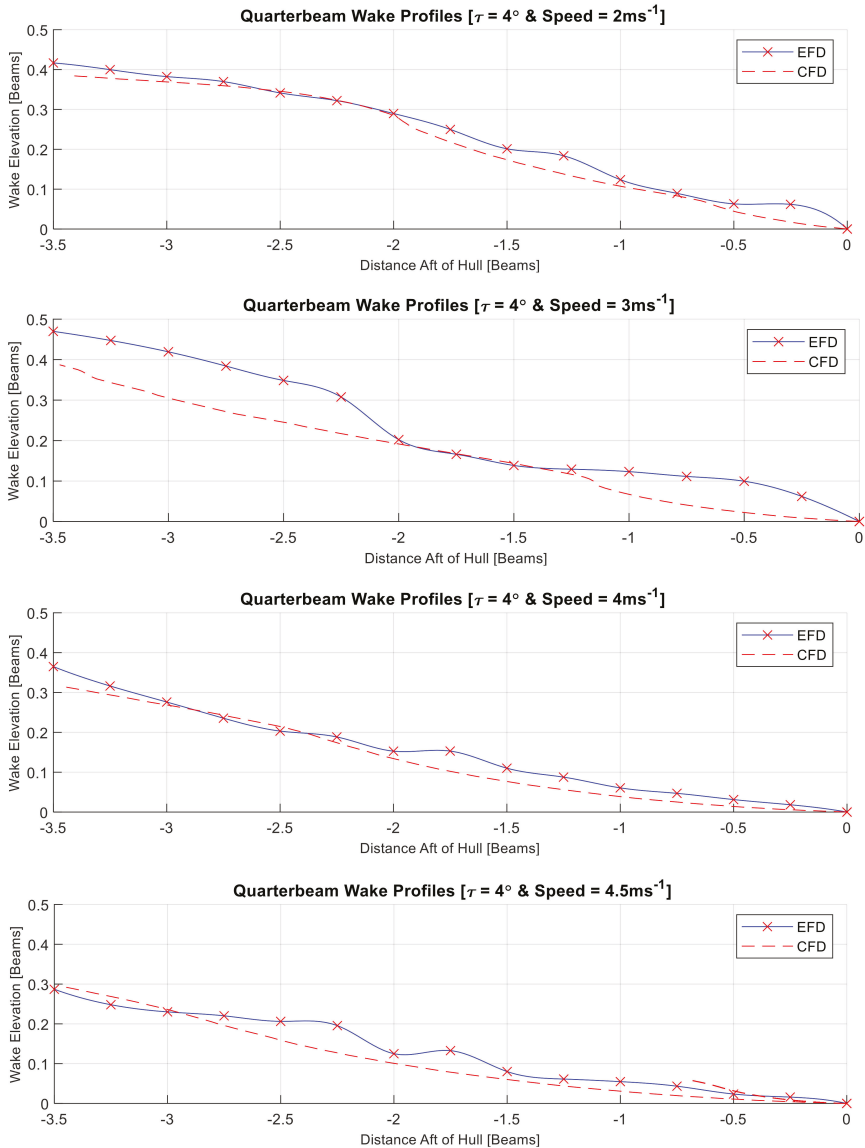 Quarterbeam Wake Profiles [τ = 4° & Speed = 2ms⁻¹]
Wake Elevation [Beams]
0.5
0.4
0.3
0.2
0.1
0
EFD
CFD
-3.5 -3 -2.5 -2 -1.5 -1 -0.5 0
Distance Aft of Hull [Beams]
Quarterbeam Wake Profiles [τ = 4° & Speed = 3ms⁻¹]
Wake Elevation [Beams]
0.5
0.4
0.3
0.2
0.1
0
EFD
CFD
-3.5 -3 -2.5 -2 -1.5 -1 -0.5 0
Distance Aft of Hull [Beams]
Quarterbeam Wake Profiles [τ = 4° & Speed = 4ms⁻¹]
Wake Elevation [Beams]
0.5
0.4
0.3
0.2
0.1
0
EFD
CFD
-3.5 -3 -2.5 -2 -1.5 -1 -0.5 0
Distance Aft of Hull [Beams]
Quarterbeam Wake Profiles [τ = 4° & Speed = 4.5ms⁻¹]
Wake Elevation [Beams]
0.5
0.4
0.3
0.2
0.1
0
EFD
CFD
-3.5 -3 -2.5 -2 -1.5 -1 -0.5 0
Distance Aft of Hull [Beams]